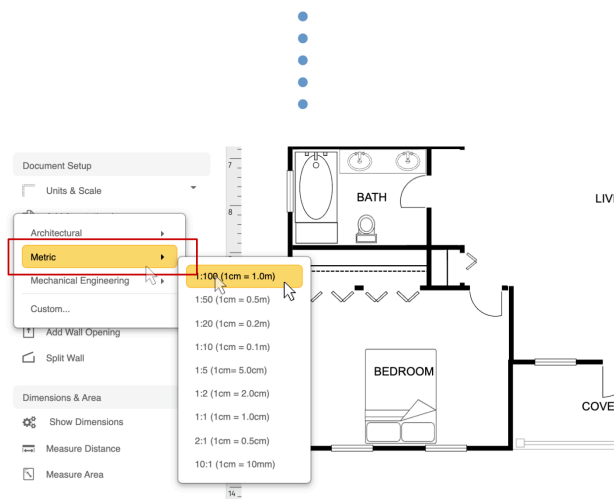 Document Setup
Units & Scale
Architectural
Metric
Mechanical Engineering
Custom...
1:100 (1cm = 1.0m)
1:50 (1cm = 0.5m)
1:20 (1cm = 0.2m)
1:10 (1cm = 0.1m)
1:5 (1cm= 5.0cm)
1:2 (1cm = 2.0cm)
1:1 (1cm = 1.0cm)
2:1 (1cm = 0.5cm)
10:1 (1cm = 10mm)
Add Wall Opening
Split Wall
Dimensions & Area
Show Dimensions
Measure Distance
Measure Area
7
8
14
BATH
LIVI
BEDROOM
COVE